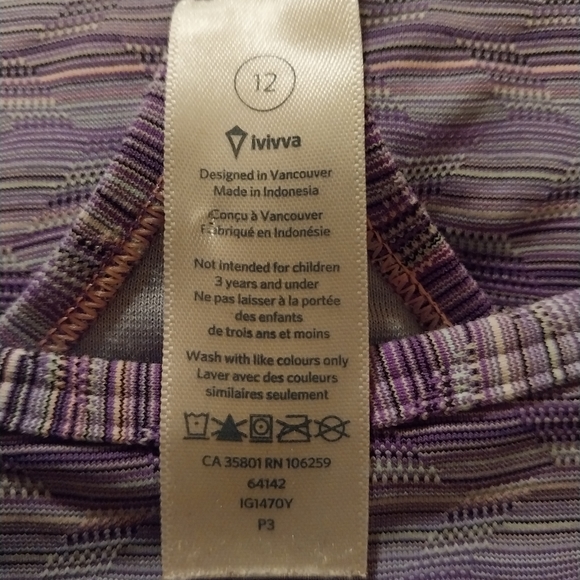 12
ivivva
Designed in Vancouver
Made in Indonesia
Conçu à Vancouver
Fabriqué en Indonésie
Not intended for children
3 years and under
Ne pas laisser à la portée
des enfants
de trois ans et moins
Wash with like colours only
Laver avec des couleurs
similaires seulement
CA 35801 RN 106259
64142
IG1470Y
P3